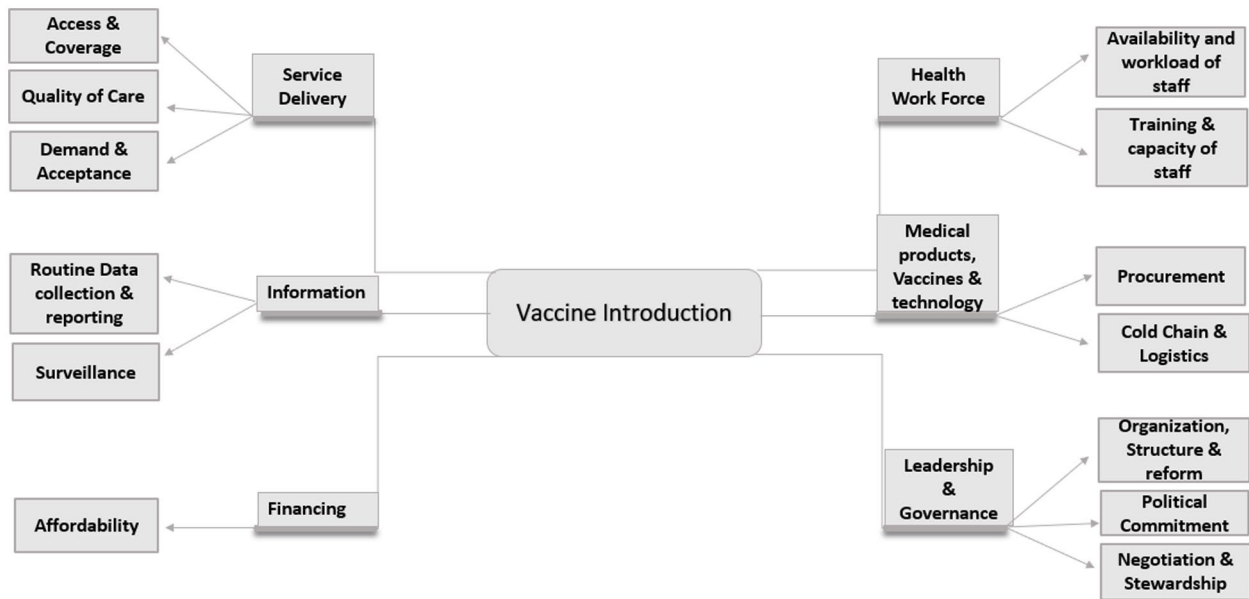 Access &
Coverage
Service
Delivery
Quality of Care
Demand &
Acceptance
Routine Data
collection &
reporting
Information
Surveillance
Affordability
Financing
Vaccine Introduction
Health
Work Force
Availability and
workload of
staff
Training &
capacity of
staff
Medical
products,
Vaccines &
technology
Procurement
Cold Chain &
Logistics
Leadership
&
Governance
Organization,
Structure &
reform
Political
Commitment
Negotiation &
Stewardship